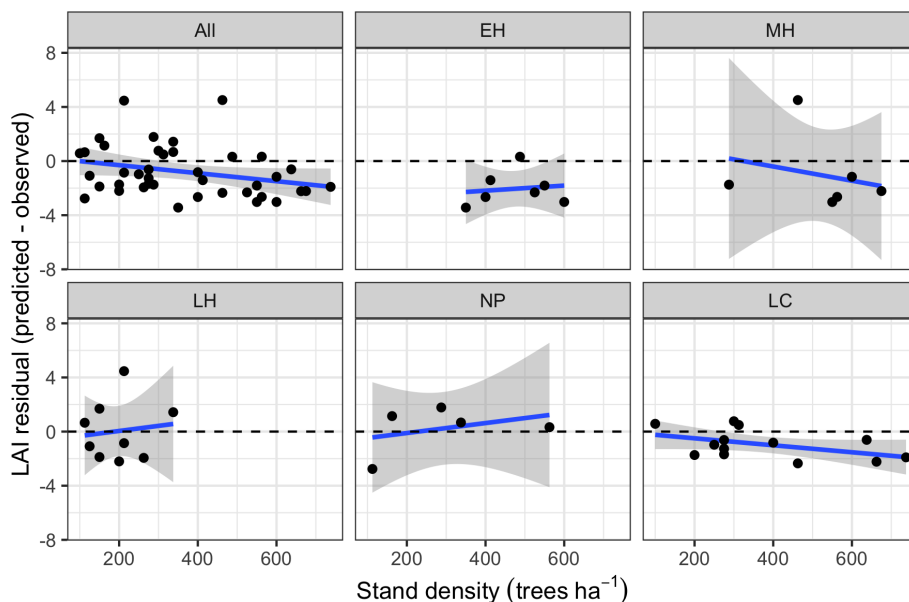 All EH MH
8
4
0
-4
-8
LH NP LC
8
4
0
-4
-8
200 400 600 200 400 600 200 400 600
Stand density (trees ha⁻¹)
LAI residual (predicted - observed)